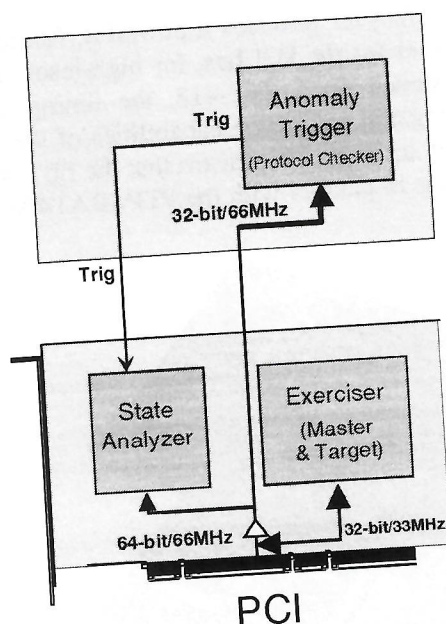 Anomaly
Trigger
(Protocol Checker)
Trig
32-bit/66MHz
Trig
State
Analyzer
Exerciser
(Master
& Target)
64-bit/66MHz
32-bit/33MHz
PCI